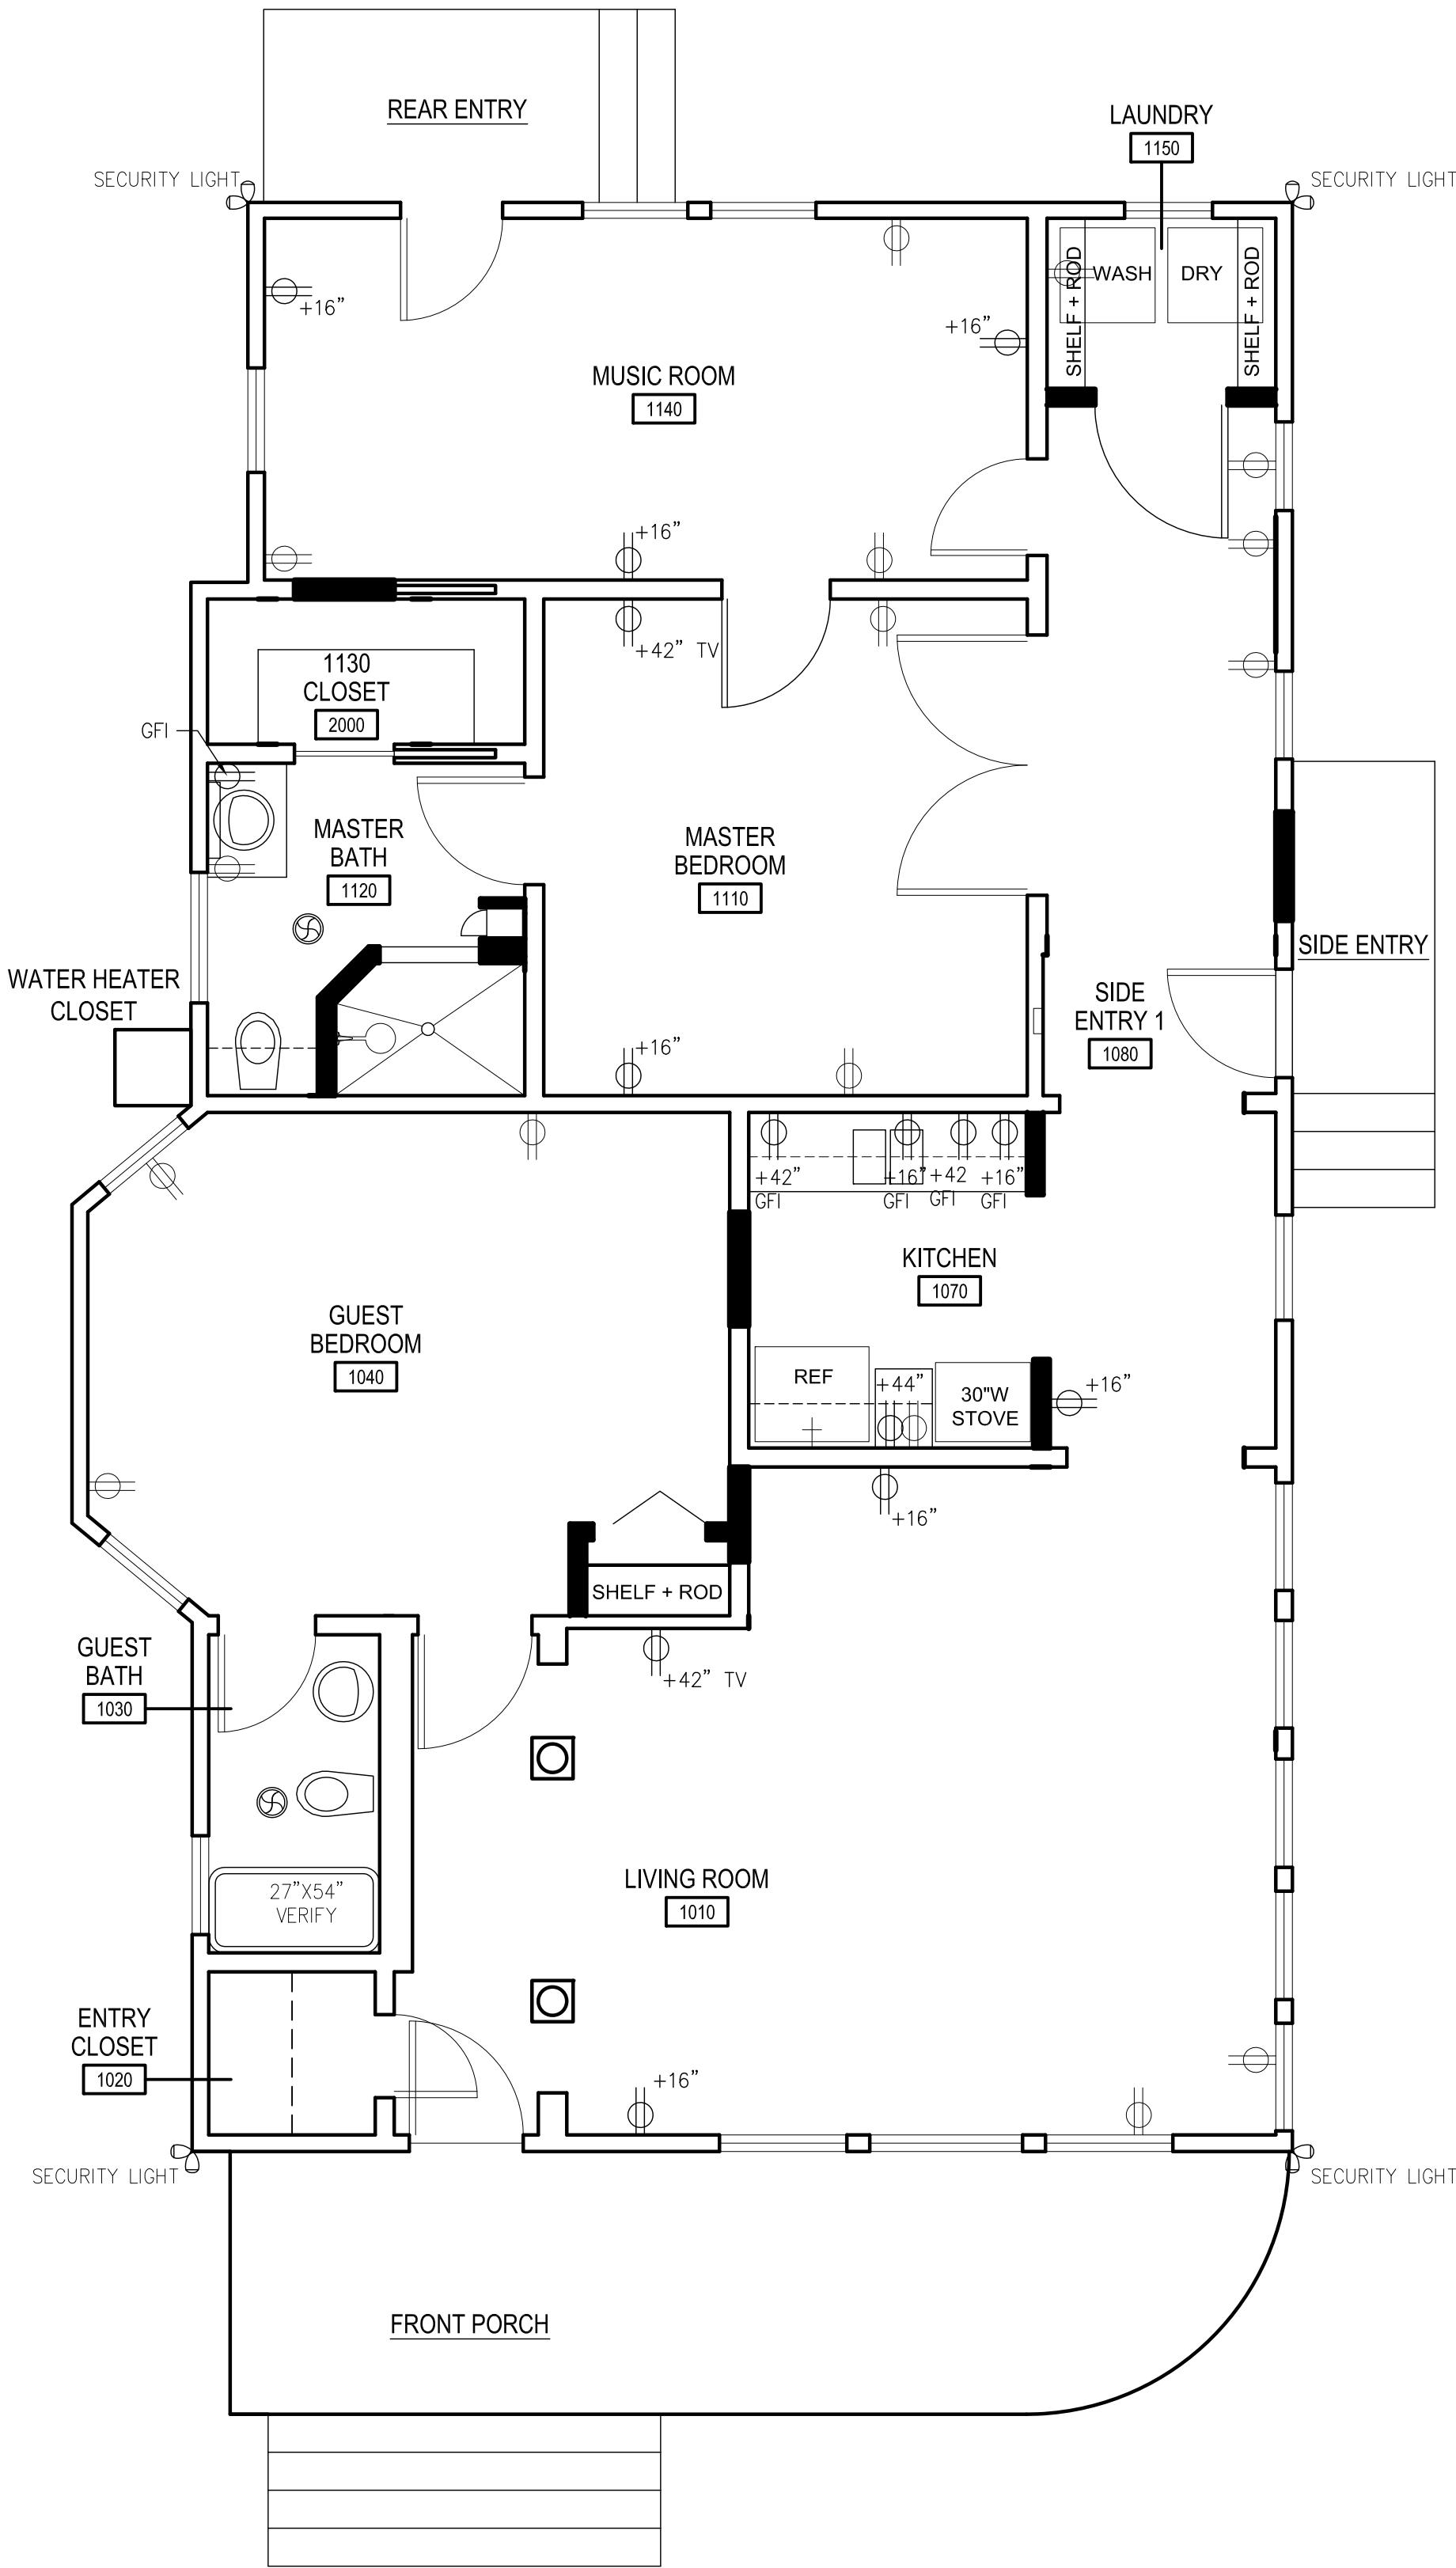 REAR ENTRY
LAUNDRY
1150
SECURITY LIGHT
SECURITY LIGHT
SHELF + ROD
WASH
DRY
SHELF + ROD
+16"
+16"
MUSIC ROOM
1140
+16"
+42" TV
1130
CLOSET
2000
GFI
MASTER
BATH
1120
MASTER
BEDROOM
1110
SIDE ENTRY
WATER HEATER
CLOSET
SIDE
ENTRY 1
1080
+16"
+42"
GFI
+16"
GFI
+42
GFI
+16"
GFI
KITCHEN
1070
GUEST
BEDROOM
1040
REF
+44"
30"W
STOVE
+16"
+16"
SHELF + ROD
GUEST
BATH
1030
+42" TV
LIVING ROOM
1010
27"X54"
VERIFY
ENTRY
CLOSET
1020
+16"
SECURITY LIGHT
SECURITY LIGHT
FRONT PORCH